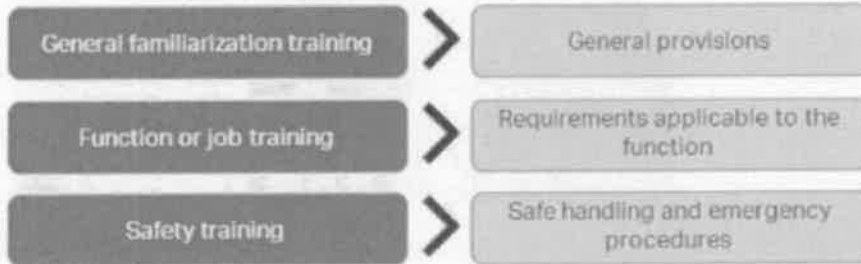 General familiarization training
General provisions
Function or job training
Requirements applicable to the
function
Safety training
Safe handling and emergency
procedures